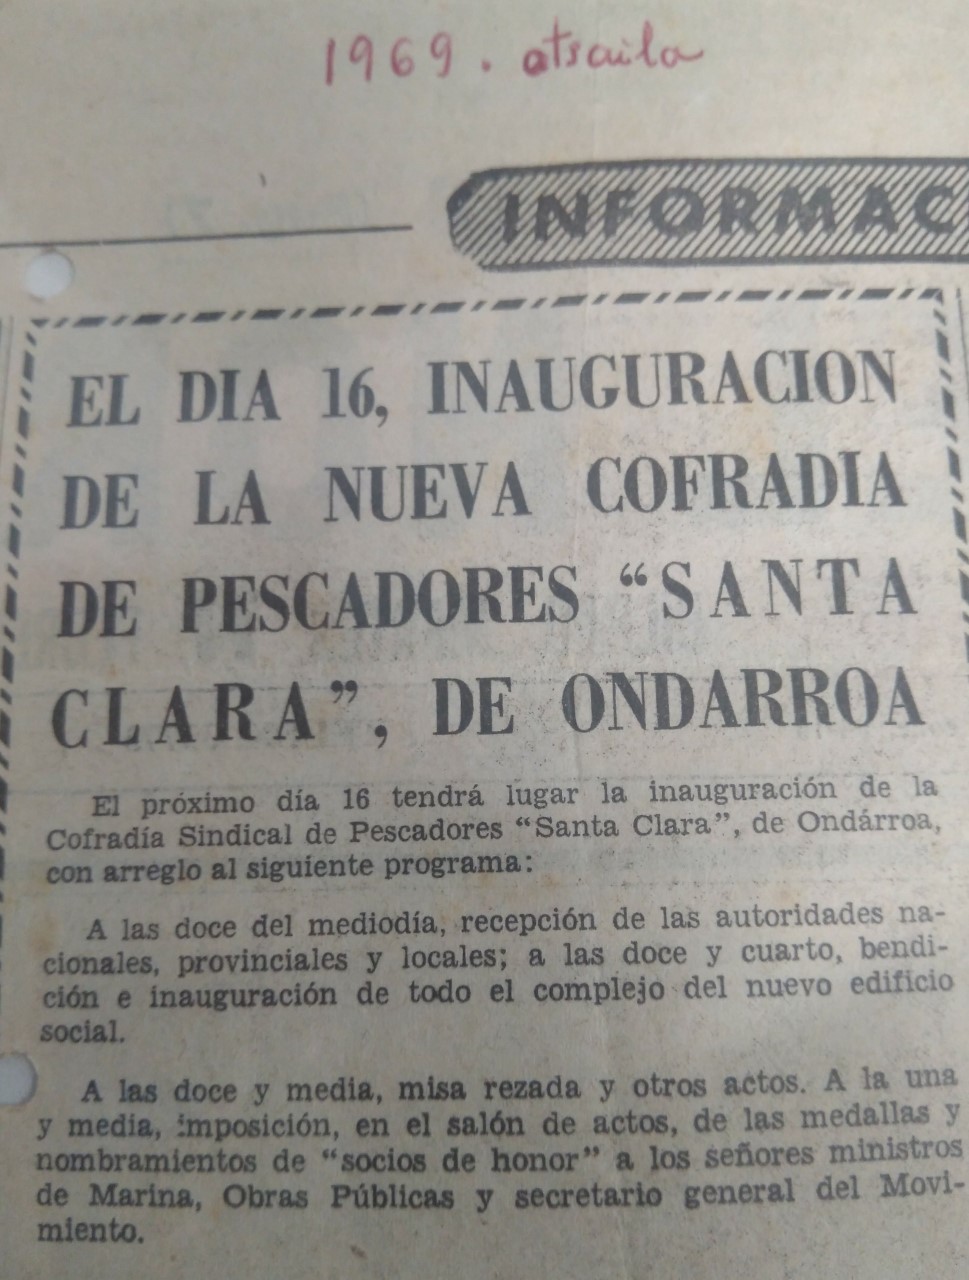 1969. otsaila
INFORMAC
EL DIA 16, INAUGURACION
DE LA NUEVA COFRADIA
DE PESCADORES “SANTA
CLARA”, DE ONDARROA
El próximo día 16 tendrá lugar la inauguración de la
Cofradía Sindical de Pescadores “Santa Clara”, de Ondárroa,
con arreglo al siguiente programa:
A las doce del mediodía, recepción de las autoridades na-
cionales, provinciales y locales; a las doce y cuarto, bendi-
ción e inauguración de todo el complejo del nuevo edificio
social.
A las doce y media, misa rezada y otros actos. A la una
y media, imposición, en el salón de actos, de las medallas y
nombramientos de “socios de honor” a los señores ministros
de Marina, Obras Públicas y secretario general del Movi-
miento.